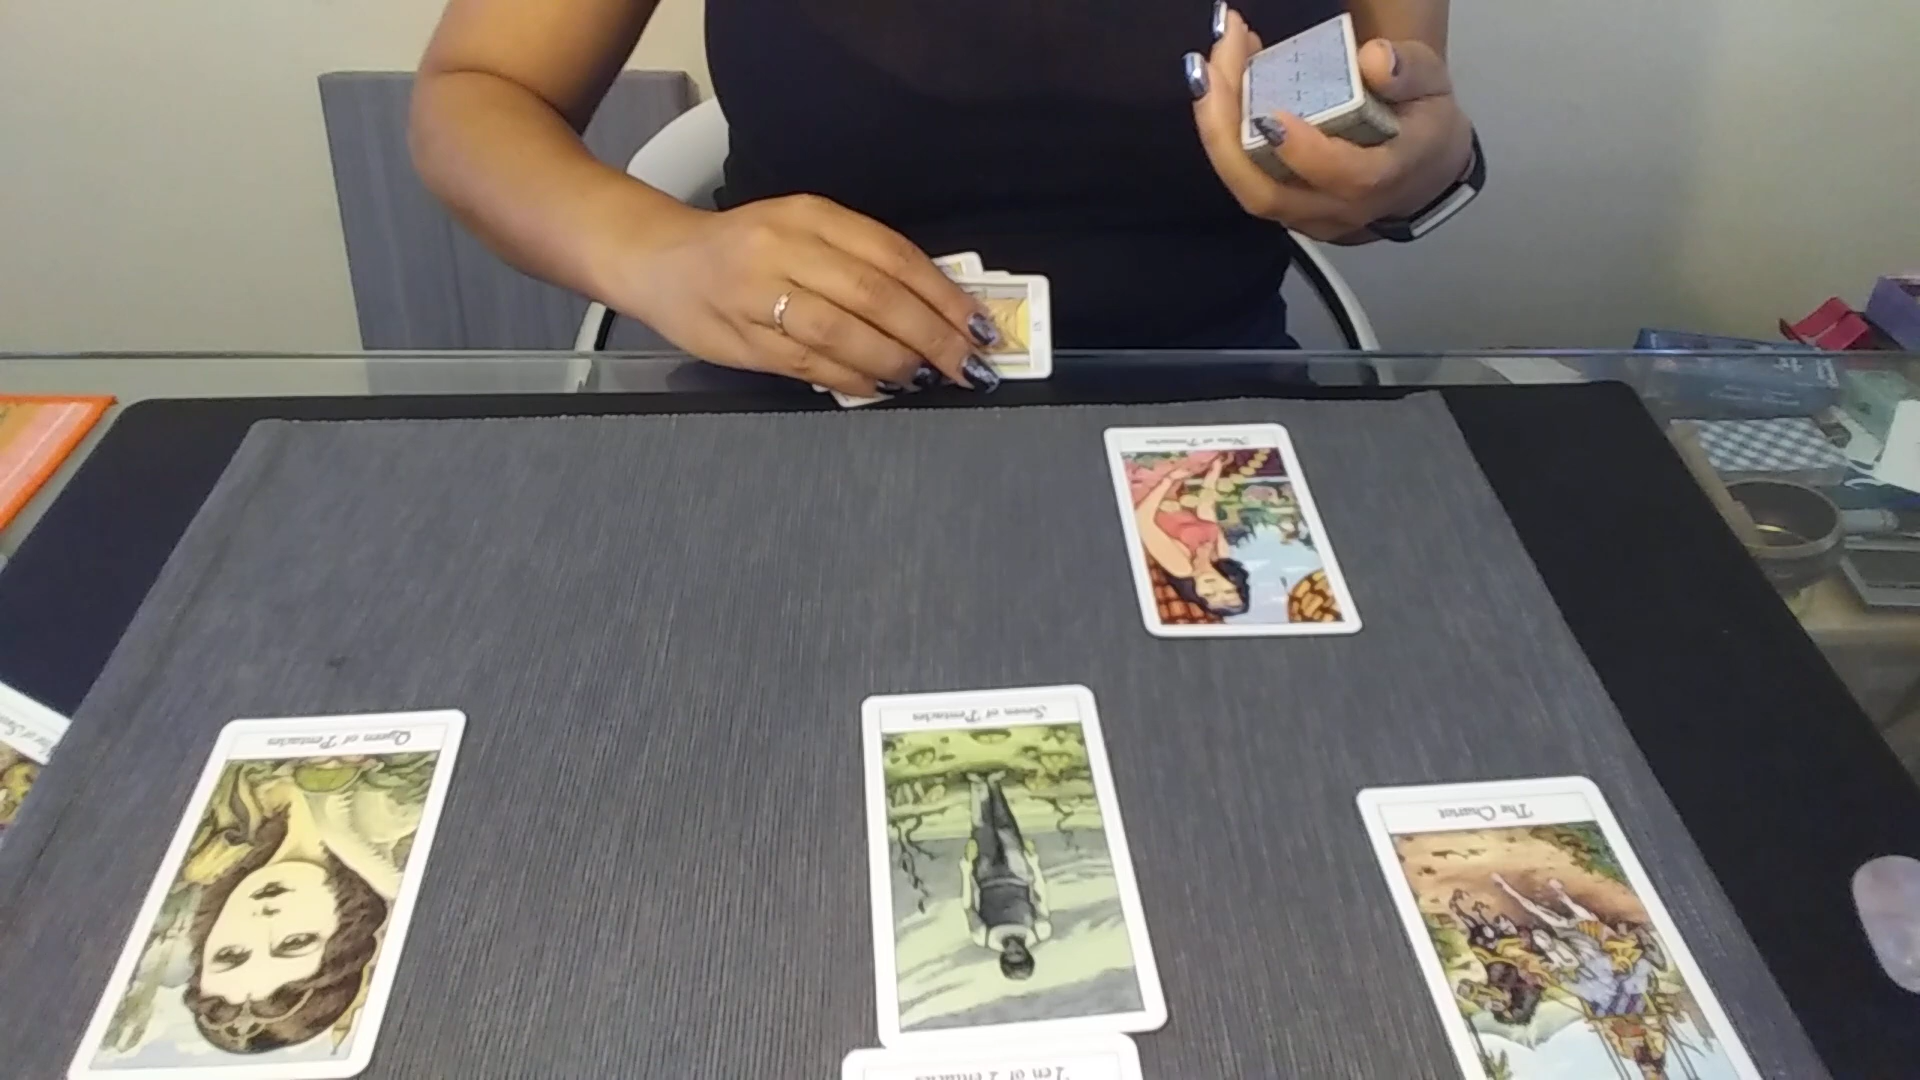 Nine of Pentacles
Seven of Pentacles
Queen of Pentacles
The Chariot
Ten of Pentacles